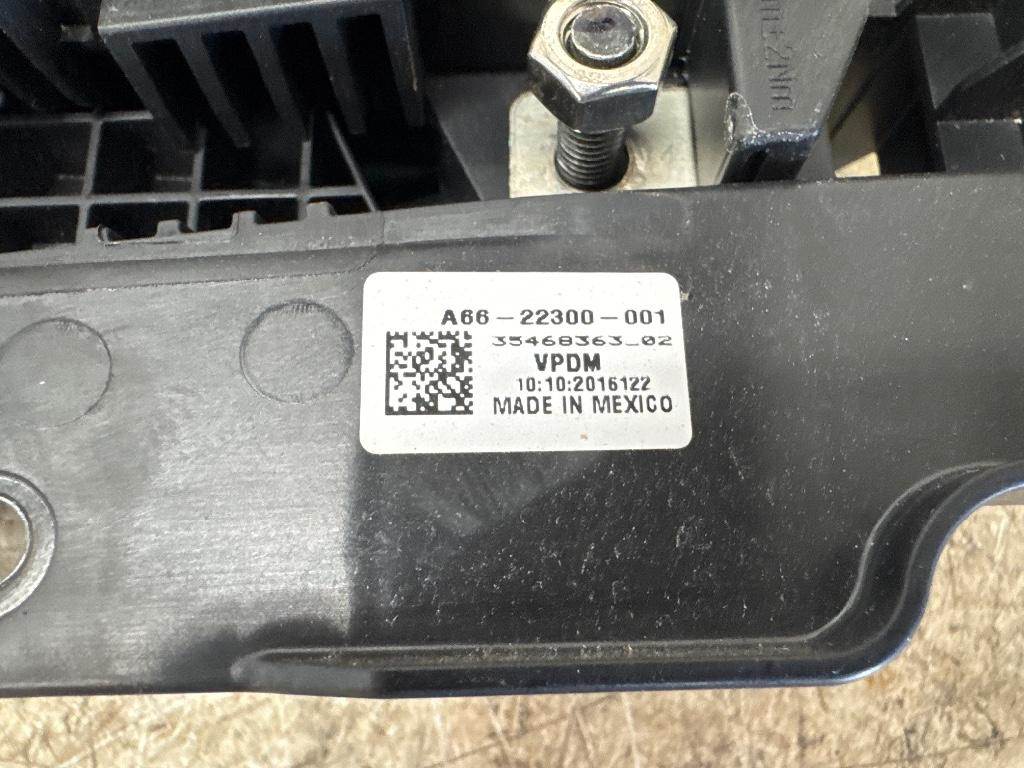 A66-22300-001
35468363_02
VPDM
10:10:2016122
MADE IN MEXICO